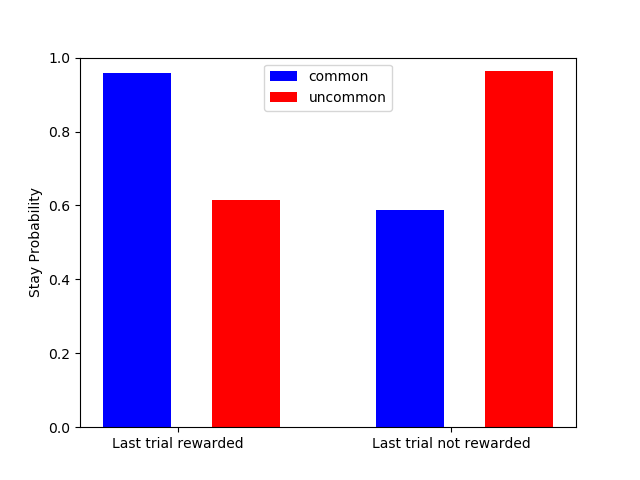 common
uncommon
Stay Probability
1.0
0.8
0.6
0.4
0.2
0.0
Last trial rewarded
Last trial not rewarded